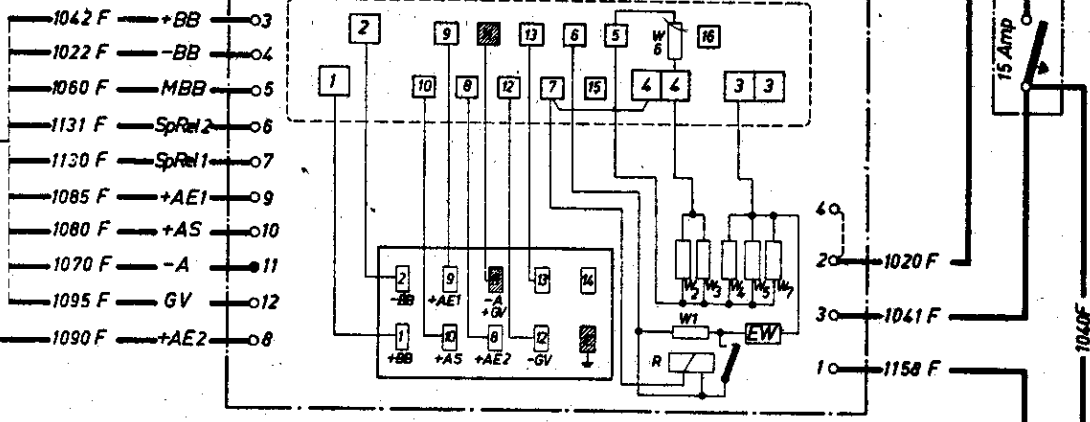 1042 F +BB 3
1022 F -BB 4
1060 F MBB 5
1131 F SpRel2 6
1130 F SpRel1 7
1085 F +AE1 9
1080 F +AS 10
1070 F -A 11
1095 F GV 12
1090 F +AE2 8
2 9 13 6 5 W6 16
1 10 8 12 7 15 4 4 3 3
2 9 13 14
-BB +AE1 -A +GV
1 10 8 12
+BB +AS +AE2 -GV
W2 W3 W4 W5 W7
W1 EW
R
4
2 1020 F
3 1041 F
1 1158 F
15 Amp
1040F